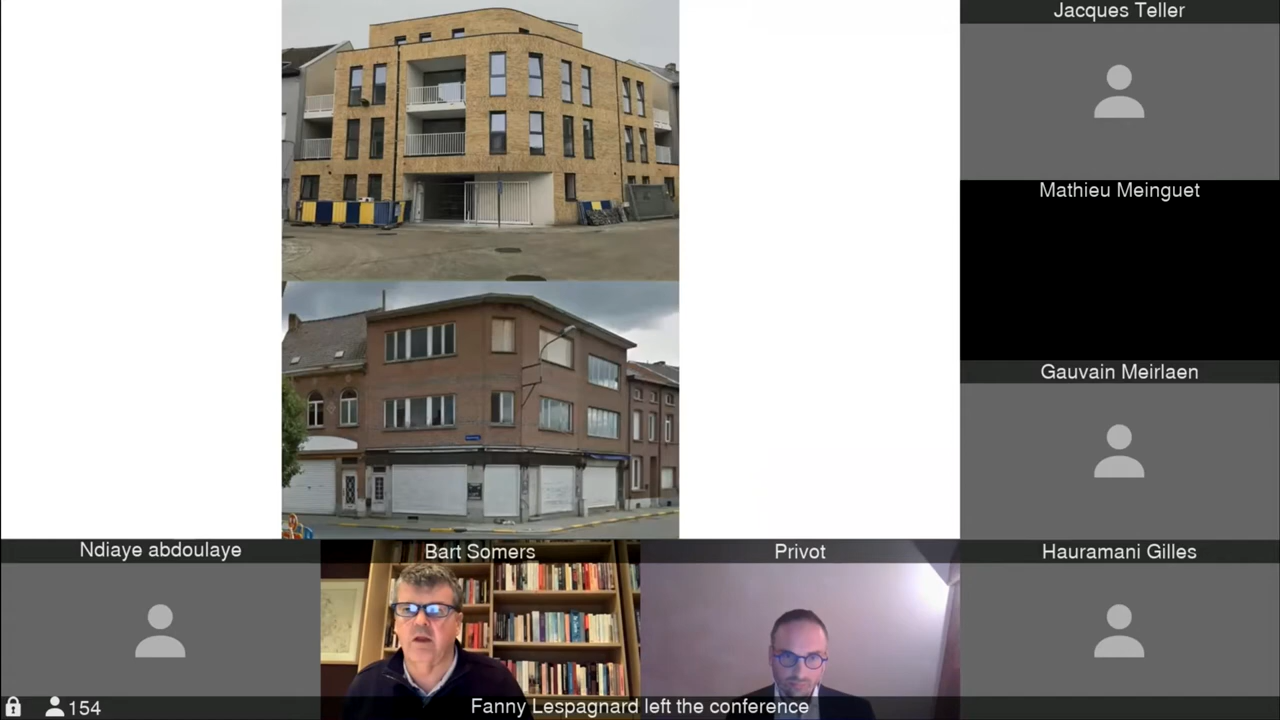 Jacques Teller
Mathieu Meinguet
Gauvain Meirlaen
Ndiaye abdoulaye
Bart Somers
Privot
Hauramani Gilles
154
Fanny Lespagnard left the conference